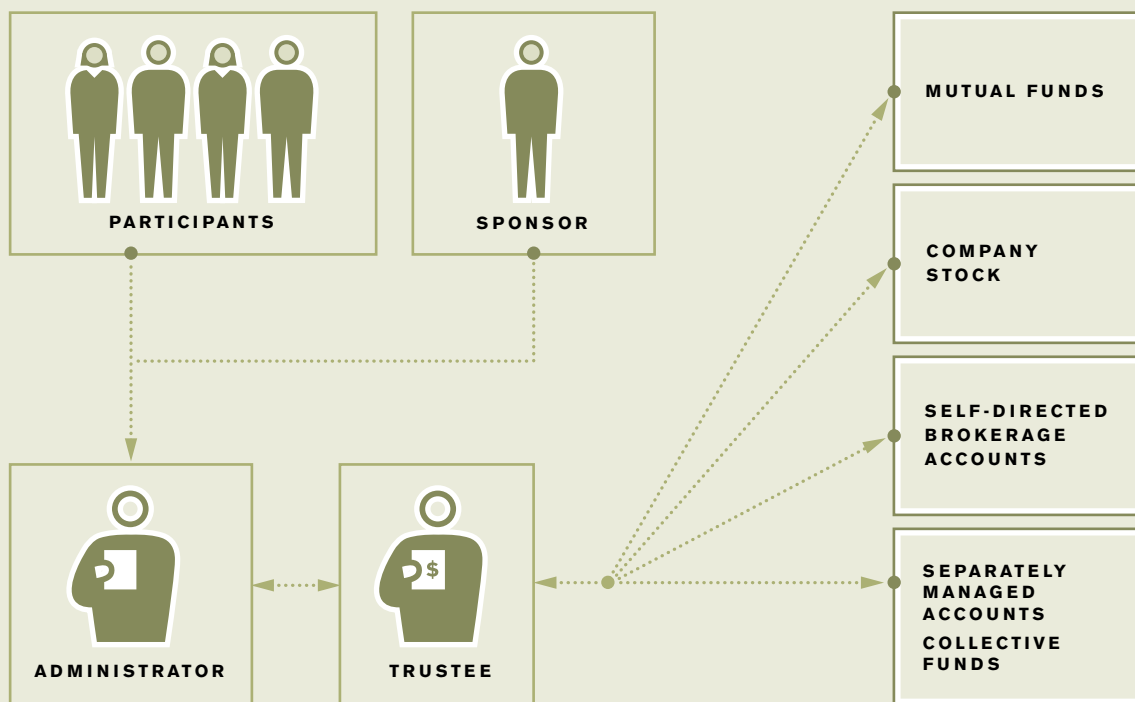 PARTICIPANTS
SPONSOR
MUTUAL FUNDS
COMPANY
STOCK
SELF-DIRECTED
BROKERAGE
ACCOUNTS
ADMINISTRATOR
$
TRUSTEE
SEPARATELY
MANAGED
ACCOUNTS
COLLECTIVE
FUNDS